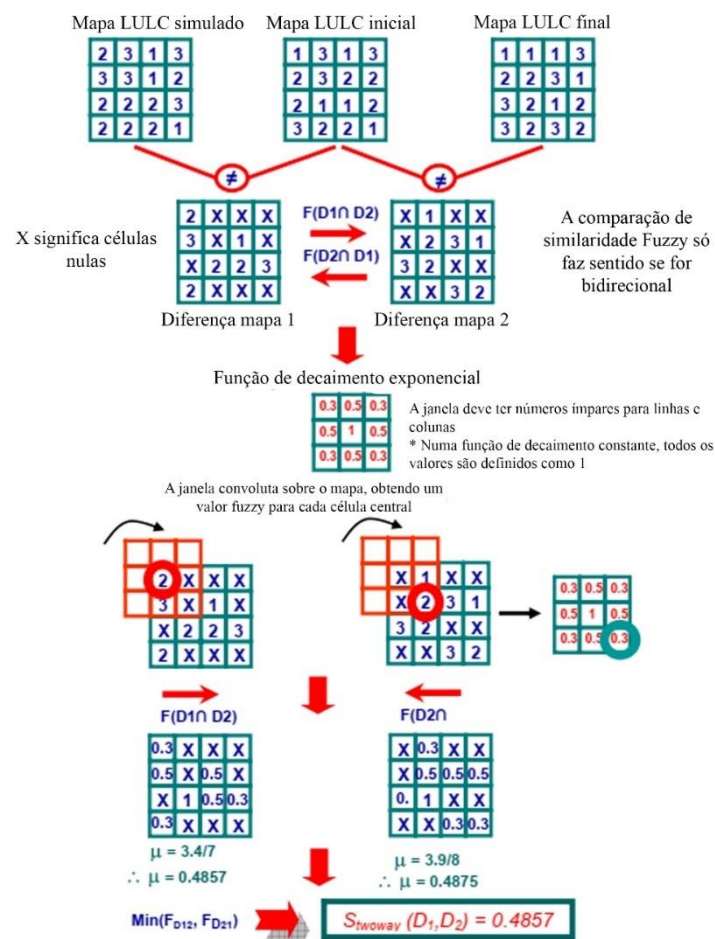 Mapa LULC simulado
Mapa LULC inicial
Mapa LULC final
2 3 1 3
3 3 1 2
2 2 2 3
2 2 2 1
1 3 1 3
2 3 2 2
2 1 1 2
3 2 2 1
1 1 1 3
2 2 3 1
3 2 1 2
3 2 3 2
≠
≠
X significa células
nulas
2 X X X
3 X 1 X
X 2 2 3
2 X X X
F(D1∩ D2)
F(D2∩ D1)
X 1 X X
X 2 3 1
3 2 X X
X X 3 2
A comparação de
similaridade Fuzzy só
faz sentido se for
bidirecional
Diferença mapa 1
Diferença mapa 2
Função de decaimento exponencial
0.3 0.5 0.3
0.5 1 0.5
0.3 0.5 0.3
A janela deve ter números ímpares para linhas e
colunas
* Numa função de decaimento constante, todos os
valores são definidos como 1
A janela convoluta sobre o mapa, obtendo um
valor fuzzy para cada célula central
2 X X X
3 X 1 X
X 2 2 3
2 X X X
X 1 X X
X 2 3 1
3 2 X X
X X 3 2
0.3 0.5 0.3
0.5 1 0.5
0.3 0.5 0.3
F(D1∩ D2)
F(D2∩
0.3 X X X
0.5 X 0.5 X
X 1 0.5 0.3
0.3 X X X
X 0.3 X X
X 0.5 0.5 0.5
0. 1 X X
X X 0.3 0.3
μ = 3.4/7
∴ μ = 0.4857
μ = 3.9/8
∴ μ = 0.4875
Min(F_D12, F_D21)
S_twoway (D₁,D₂) = 0.4857